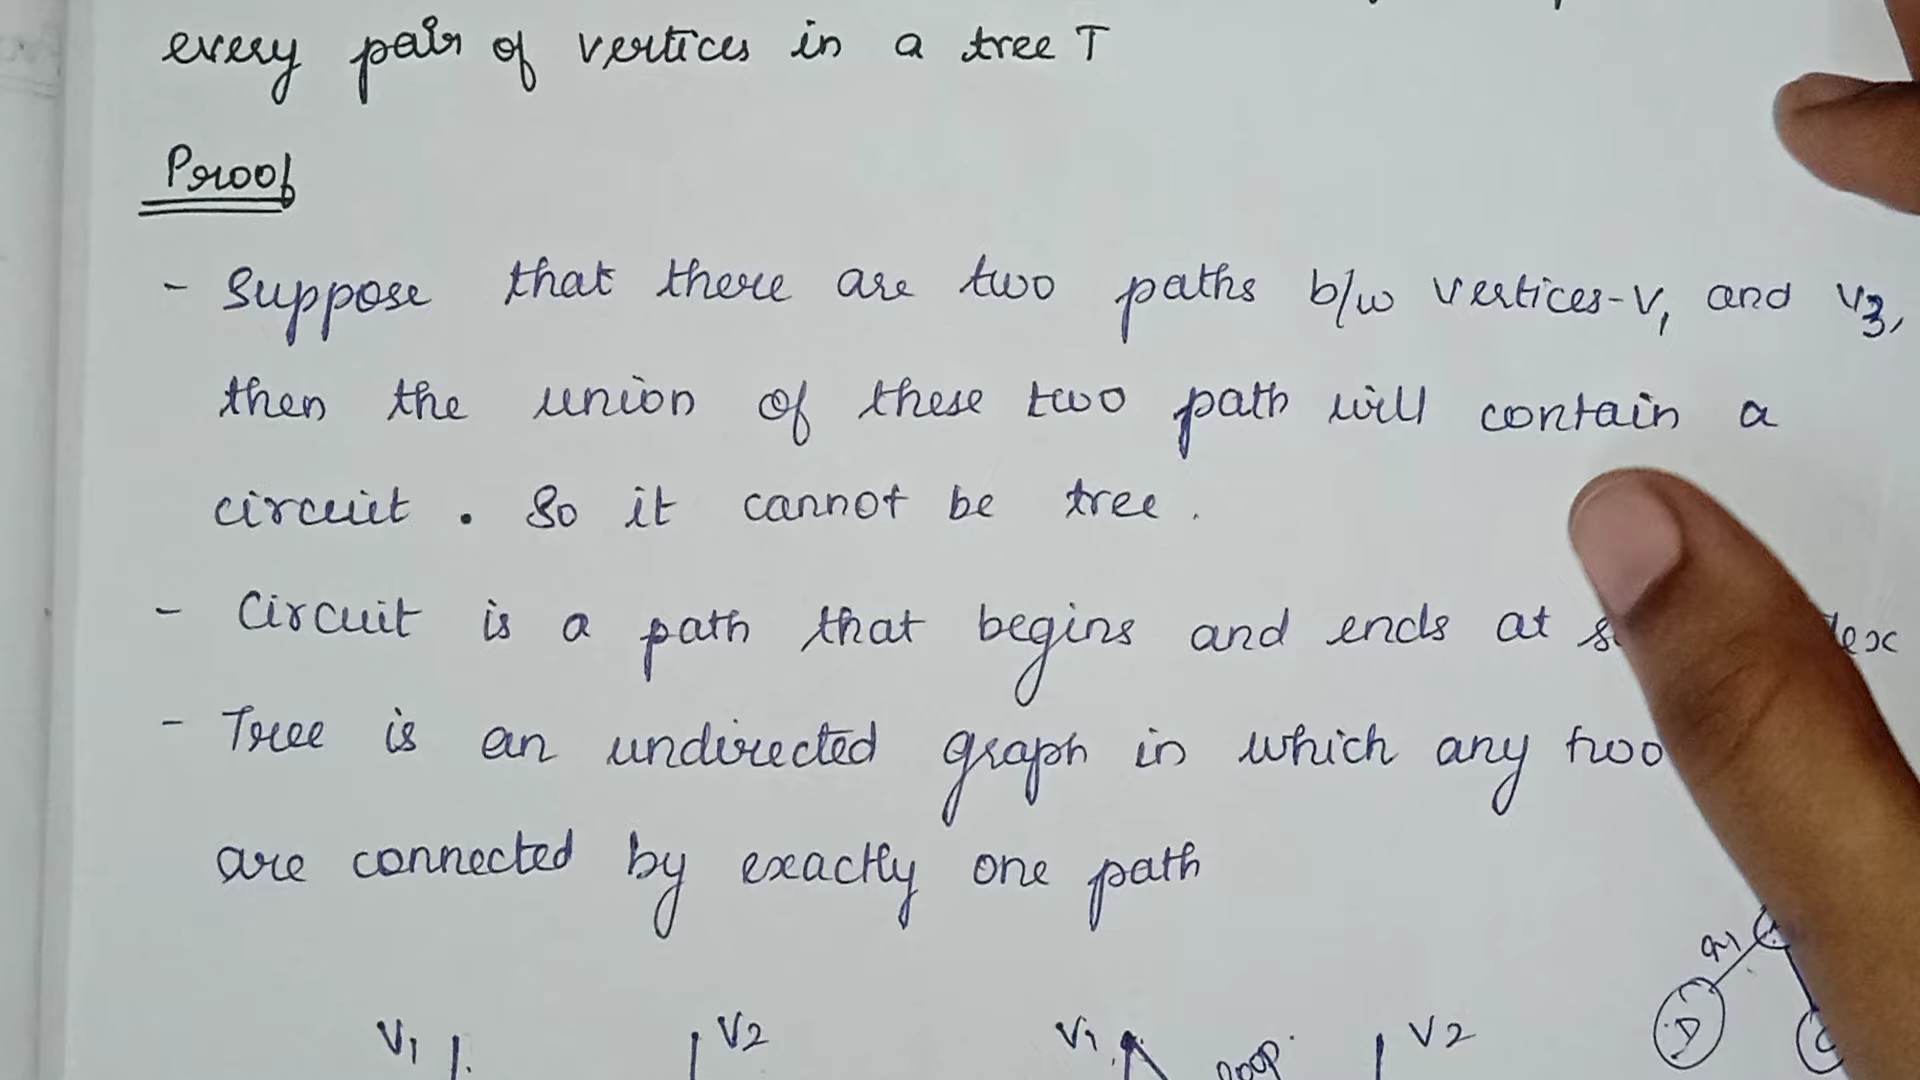 every pair of vertices in a tree T
Proof
- Suppose that there are two paths b/w vertices-V1 and V3,
then the union of these two path will contain a
circuit. So it cannot be tree.
- Circuit is a path that begins and ends at
- Tree is an undirected graph in which any two
are connected by exactly one path
V1 V2 V1 loop V2
D C